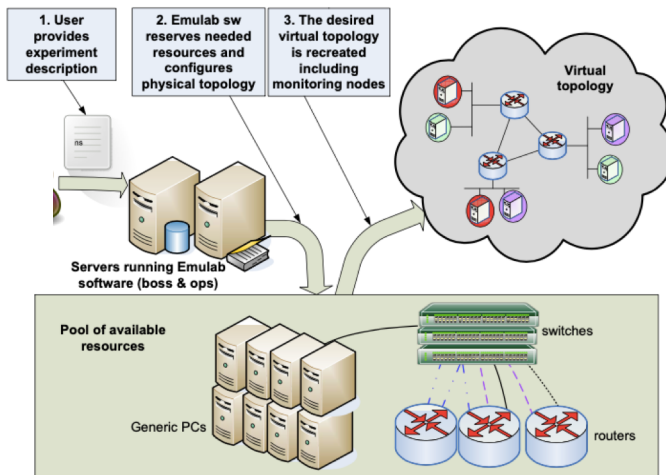 1. User
provides
experiment
description
2. Emulab sw
reserves needed
resources and
configures
physical topology
3. The desired
virtual topology
is recreated
including
monitoring nodes
Virtual
topology
ns
Servers running Emulab
software (boss & ops)
Pool of available
resources
switches
Generic PCs
routers